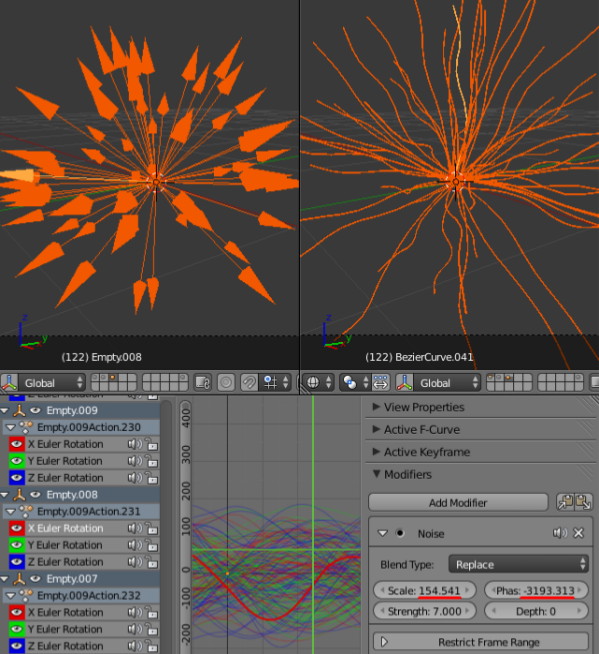 z
y
(122) Empty.008
z
y
(122) BezierCurve.041
Global
Global
Empty.009
Empty.009Action.230
X Euler Rotation
Y Euler Rotation
Z Euler Rotation
Empty.008
Empty.009Action.231
X Euler Rotation
Y Euler Rotation
Z Euler Rotation
Empty.007
Empty.009Action.232
X Euler Rotation
Y Euler Rotation
Z Euler Rotation
400
300
200
100
0
-100
-200
View Properties
Active F-Curve
Active Keyframe
Modifiers
Add Modifier
Noise
Blend Type: Replace
Scale: 154.541 Phas: -3193.313
Strength: 7.000 Depth: 0
Restrict Frame Range